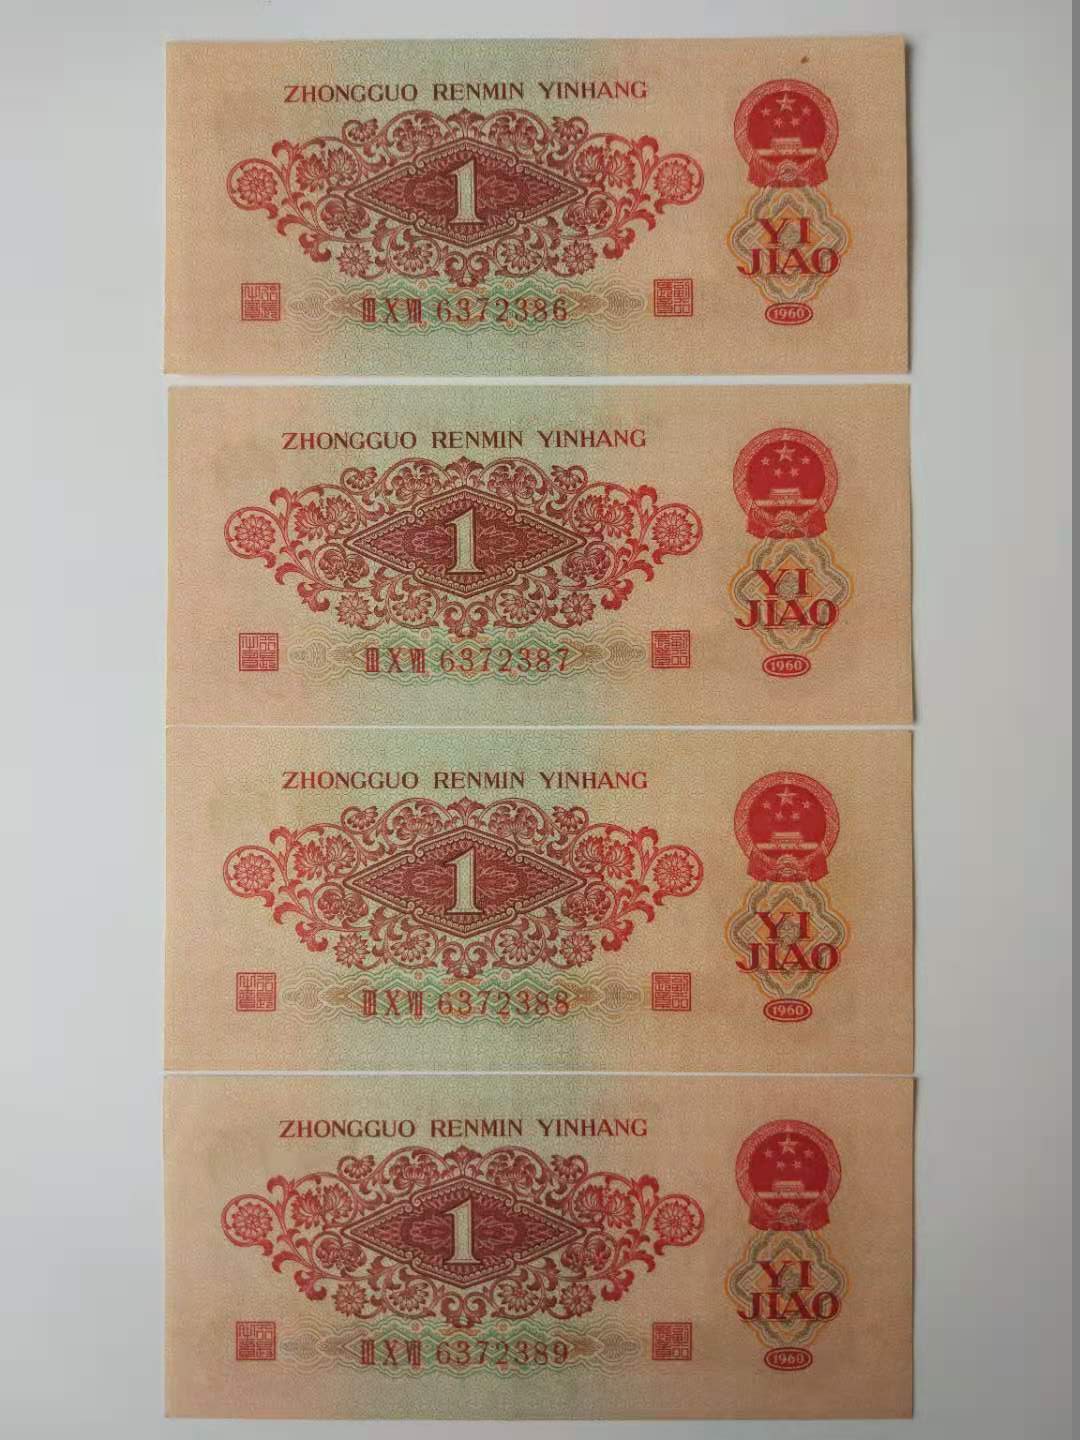 ZHONGGUO RENMIN YINHANG
1
YI
JIAO
ⅢⅩⅦ 6372386
1960
ZHONGGUO RENMIN YINHANG
1
YI
JIAO
ⅢⅩⅦ 6372387
1960
ZHONGGUO RENMIN YINHANG
1
YI
JIAO
ⅢⅩⅦ 6372388
1960
ZHONGGUO RENMIN YINHANG
1
YI
JIAO
ⅢⅩⅦ 6372389
1960